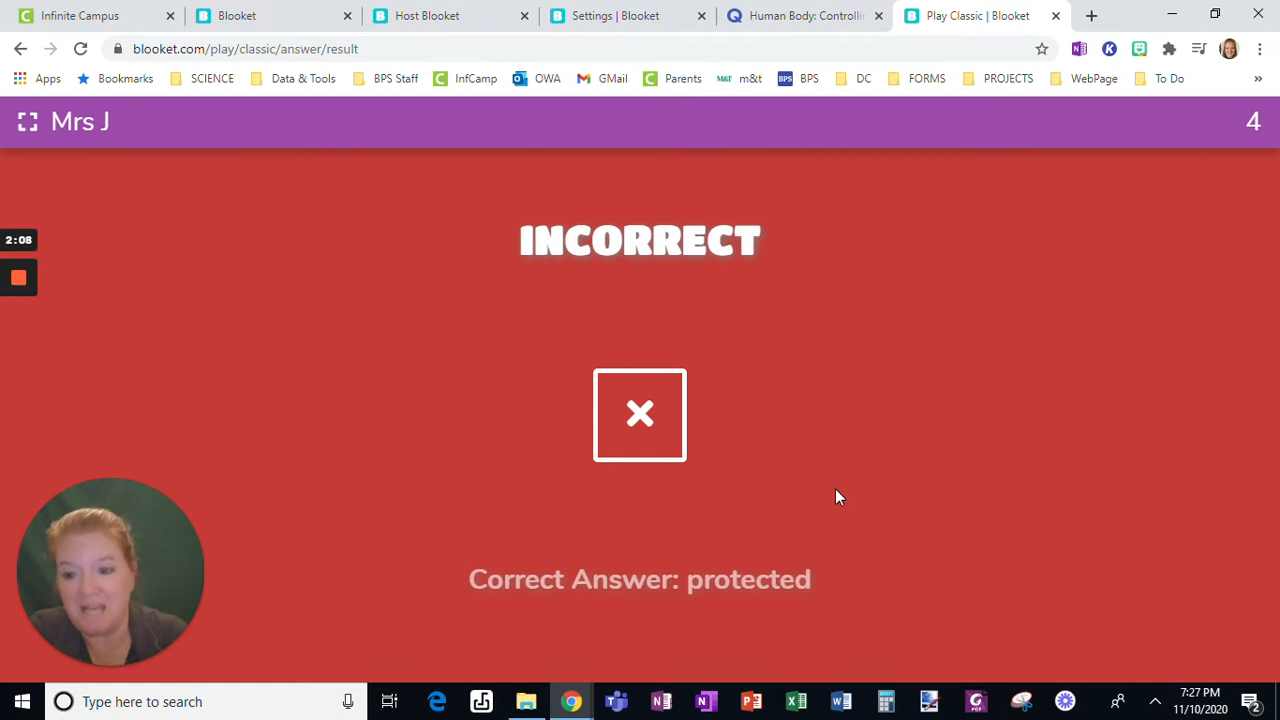 Infinite Campus
Blooket
Host Blooket
Settings | Blooket
Human Body: Controlli
Play Classic | Blooket
blooket.com/play/classic/answer/result
Apps
Bookmarks
SCIENCE
Data & Tools
BPS Staff
InfCamp
OWA
GMail
Parents
M&T m&t
BPS BPS
DC
FORMS
PROJECTS
WebPage
To Do
Mrs J
4
2:08
INCORRECT
Correct Answer: protected
Type here to search
7:27 PM
11/10/2020
2